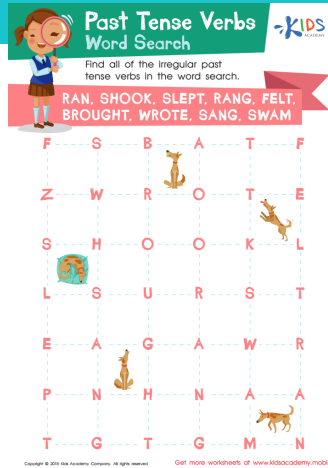 Past Tense Verbs
KIDS
ACADEMY
Word Search
Find all of the irregular past
tense verbs in the word search.
RAN, SHOOK, SLEPT, RANG, FELT,
BROUGHT, WROTE, SANG, SWAM
F S B A T F
Z W R O T E
S H O O K L
L S U R S T
E A G A W R
P N H N A A
T G T G M N
Copyright © 2018 Kids Academy Company. All rights reserved
Get more worksheets at www.kidsacademy.mobi